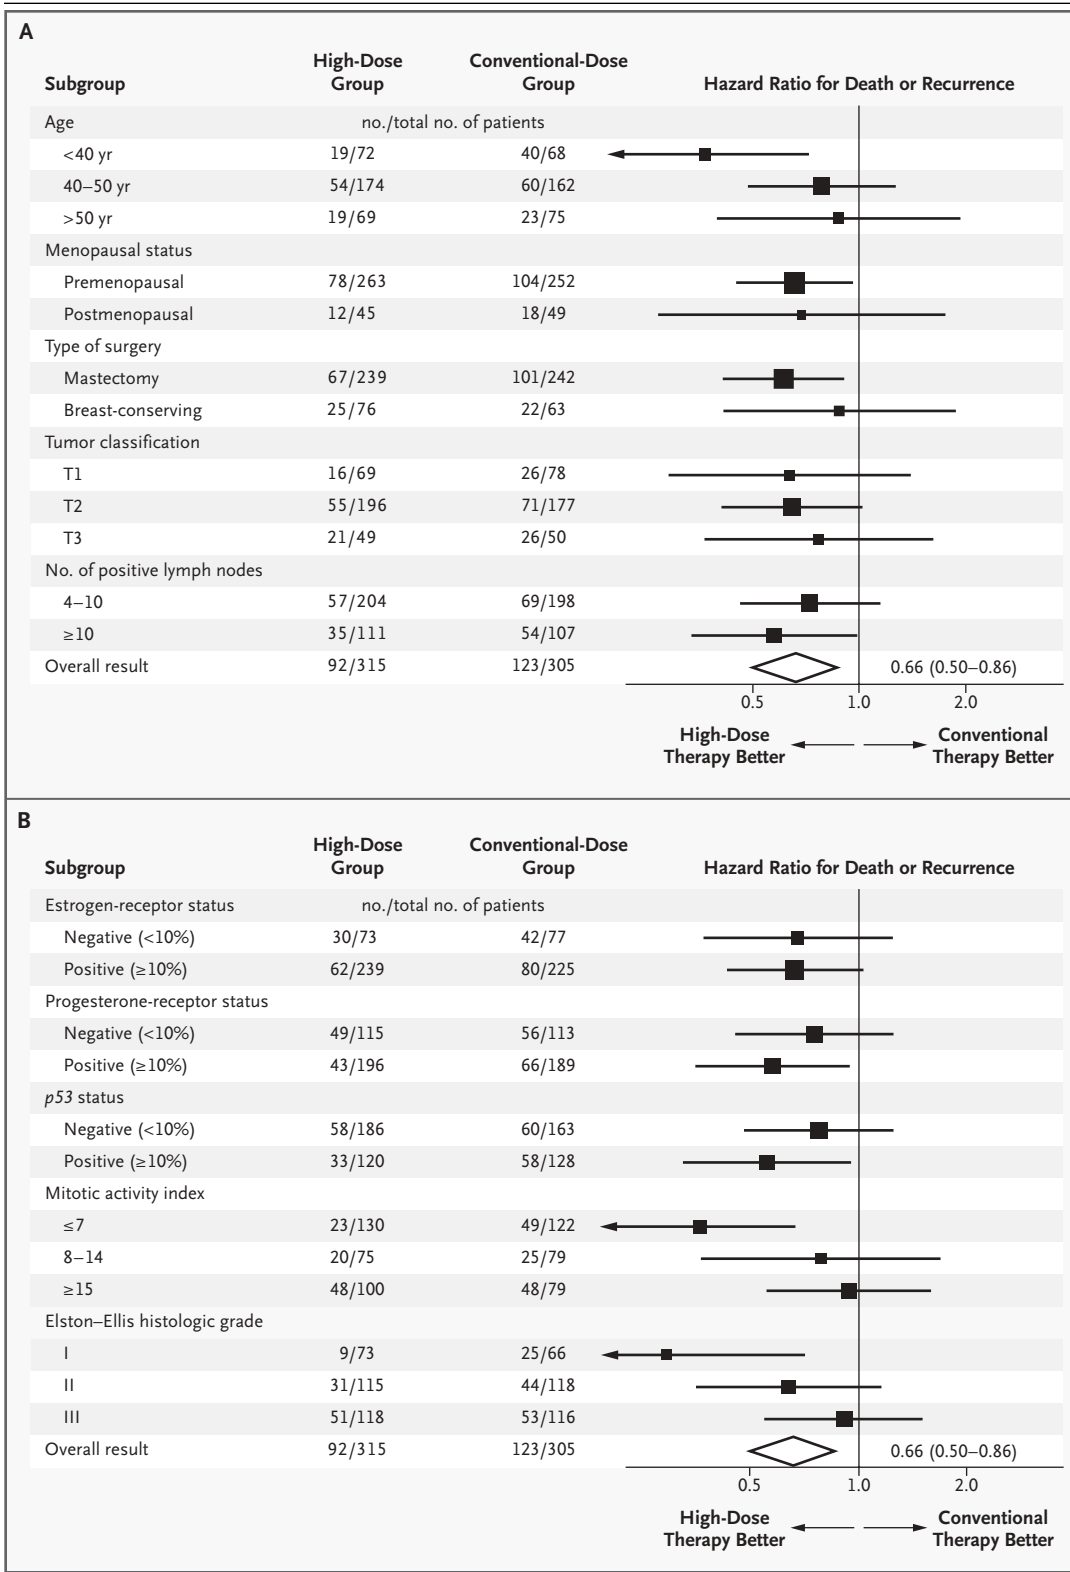 A
High-Dose Group Conventional-Dose Group
Subgroup Hazard Ratio for Death or Recurrence
Age no./total no. of patients
<40 yr 19/72 40/68
40–50 yr 54/174 60/162
>50 yr 19/69 23/75
Menopausal status
Premenopausal 78/263 104/252
Postmenopausal 12/45 18/49
Type of surgery
Mastectomy 67/239 101/242
Breast-conserving 25/76 22/63
Tumor classification
T1 16/69 26/78
T2 55/196 71/177
T3 21/49 26/50
No. of positive lymph nodes
4–10 57/204 69/198
≥10 35/111 54/107
Overall result 92/315 123/305 0.66 (0.50–0.86)
0.5 1.0 2.0
High-Dose Conventional
Therapy Better Therapy Better
B
High-Dose Group Conventional-Dose Group
Subgroup Hazard Ratio for Death or Recurrence
Estrogen-receptor status no./total no. of patients
Negative (<10%) 30/73 42/77
Positive (≥10%) 62/239 80/225
Progesterone-receptor status
Negative (<10%) 49/115 56/113
Positive (≥10%) 43/196 66/189
p53 status
Negative (<10%) 58/186 60/163
Positive (≥10%) 33/120 58/128
Mitotic activity index
≤7 23/130 49/122
8–14 20/75 25/79
≥15 48/100 48/79
Elston–Ellis histologic grade
I 9/73 25/66
II 31/115 44/118
III 51/118 53/116
Overall result 92/315 123/305 0.66 (0.50–0.86)
0.5 1.0 2.0
High-Dose Conventional
Therapy Better Therapy Better